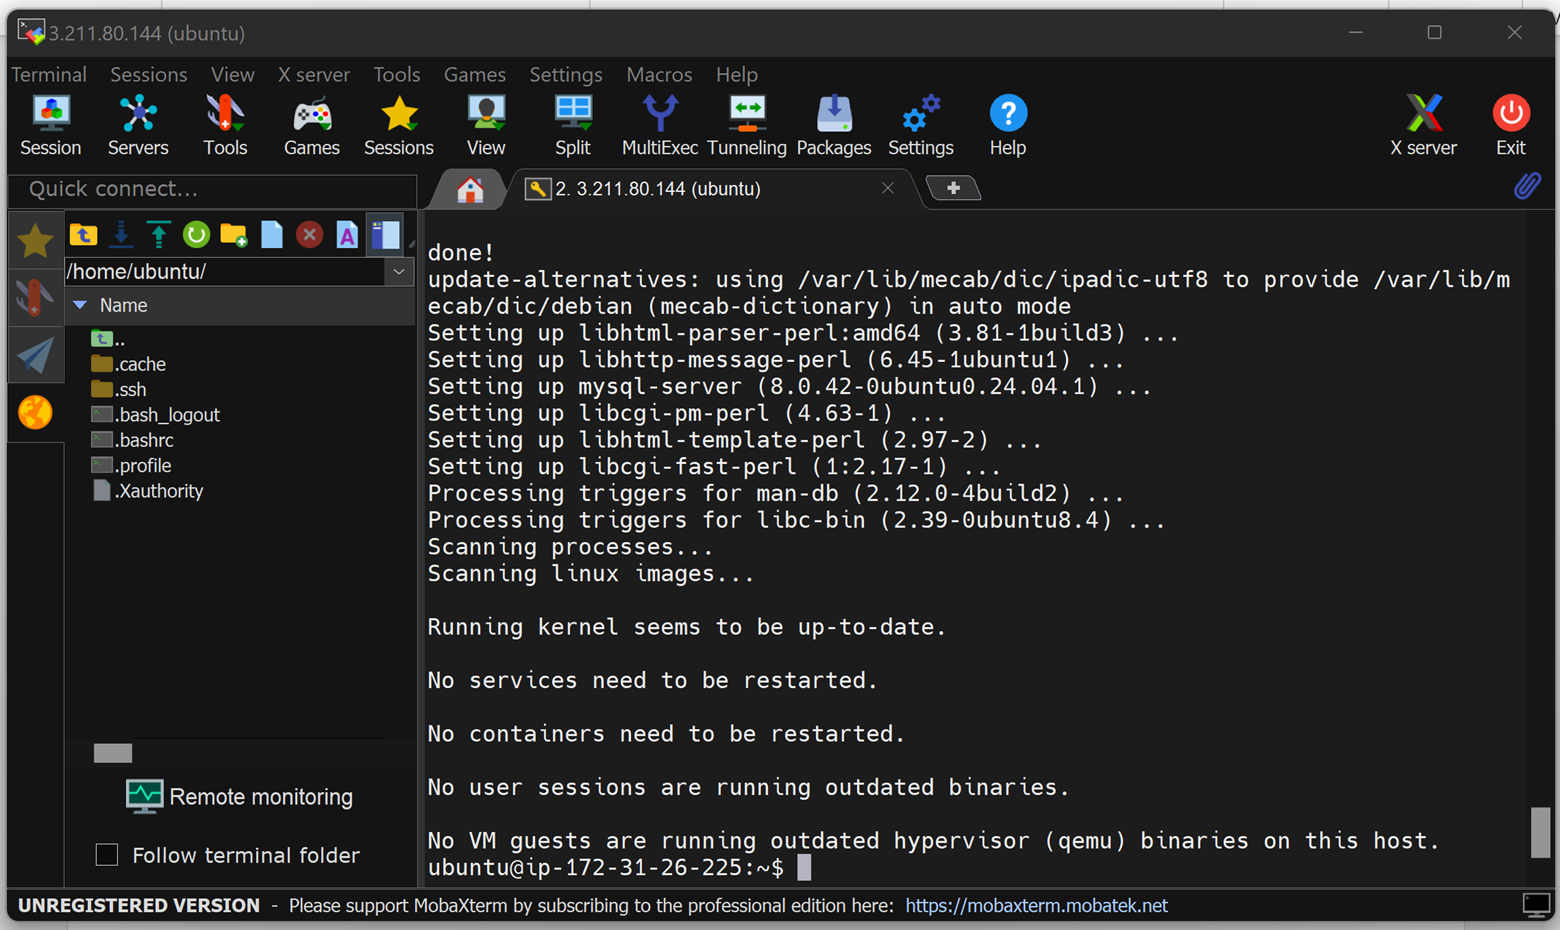 3.211.80.144 (ubuntu)
Terminal Sessions View X server Tools Games Settings Macros Help
Session Servers Tools Games Sessions View Split MultiExec Tunneling Packages Settings Help X server Exit
Quick connect...
2. 3.211.80.144 (ubuntu)
/home/ubuntu/
Name
..
.cache
.ssh
.bash_logout
.bashrc
.profile
.Xauthority
Remote monitoring
Follow terminal folder
done!
update-alternatives: using /var/lib/mecab/dic/ipadic-utf8 to provide /var/lib/m
ecab/dic/debian (mecab-dictionary) in auto mode
Setting up libhtml-parser-perl:amd64 (3.81-1build3) ...
Setting up libhttp-message-perl (6.45-1ubuntu1) ...
Setting up mysql-server (8.0.42-0ubuntu0.24.04.1) ...
Setting up libcgi-pm-perl (4.63-1) ...
Setting up libhtml-template-perl (2.97-2) ...
Setting up libcgi-fast-perl (1:2.17-1) ...
Processing triggers for man-db (2.12.0-4build2) ...
Processing triggers for libc-bin (2.39-0ubuntu8.4) ...
Scanning processes...
Scanning linux images...
Running kernel seems to be up-to-date.
No services need to be restarted.
No containers need to be restarted.
No user sessions are running outdated binaries.
No VM guests are running outdated hypervisor (qemu) binaries on this host.
ubuntu@ip-172-31-26-225:~$
UNREGISTERED VERSION - Please support MobaXterm by subscribing to the professional edition here: https://mobaxterm.mobatek.net